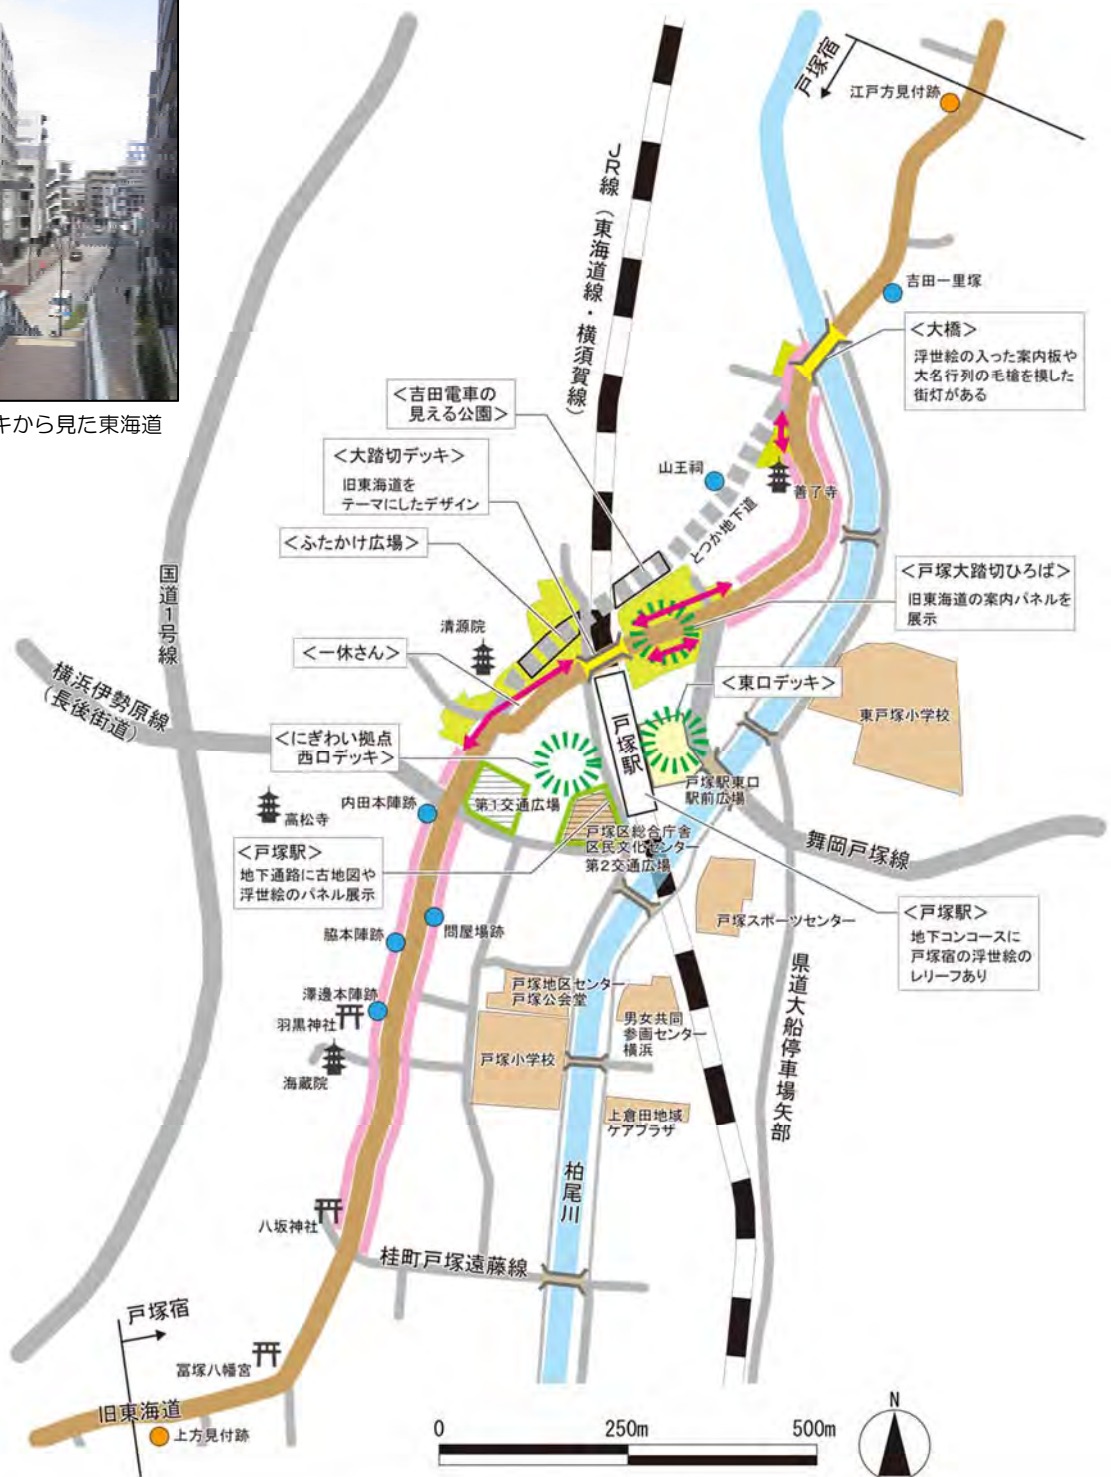 キから見た東海道
戸塚宿
江戸方見付跡
JR線(東海道線・横須賀線)
吉田一里塚
<大橋>
浮世絵の入った案内板や
大名行列の毛槍を模した
街灯がある
<吉田電車の
見える公園>
<大踏切デッキ>
旧東海道を
テーマにしたデザイン
山王祠
善了寺
とつか地下道
<ふたかけ広場>
<戸塚大踏切ひろば>
旧東海道の案内パネルを
展示
国道1号線
清源院
<一休さん>
横浜伊勢原線
(長後街道)
<東口デッキ>
東戸塚小学校
戸塚駅
<にぎわい拠点
西口デッキ>
戸塚駅東口
駅前広場
内田本陣跡
第1交通広場
高松寺
戸塚区総合庁舎
区民文化センター
第2交通広場
舞岡戸塚線
<戸塚駅>
地下通路に古地図や
浮世絵のパネル展示
戸塚スポーツセンター
<戸塚駅>
地下コンコースに
戸塚宿の浮世絵の
レリーフあり
問屋場跡
脇本陣跡
県道大船停車場矢部
戸塚地区センター
戸塚公会堂
澤邊本陣跡
羽黒神社
男女共同
参画センター
横浜
戸塚小学校
海蔵院
上倉田地域
ケアプラザ
柏尾川
八坂神社
桂町戸塚遠藤線
戸塚宿
冨塚八幡宮
旧東海道
上方見付跡
0 250m 500m
N